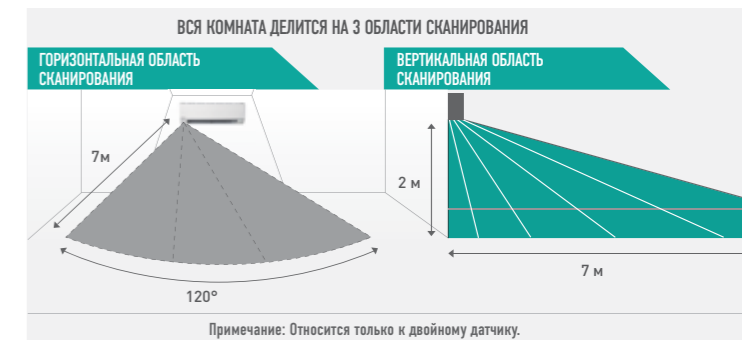 ВСЯ КОМНАТА ДЕЛИТСЯ НА 3 ОБЛАСТИ СКАНИРОВАНИЯ
ГОРИЗОНТАЛЬНАЯ ОБЛАСТЬ
СКАНИРОВАНИЯ
ВЕРТИКАЛЬНАЯ ОБЛАСТЬ
СКАНИРОВАНИЯ
7м
2 м
7 м
120°
Примечание: Относится только к двойному датчику.